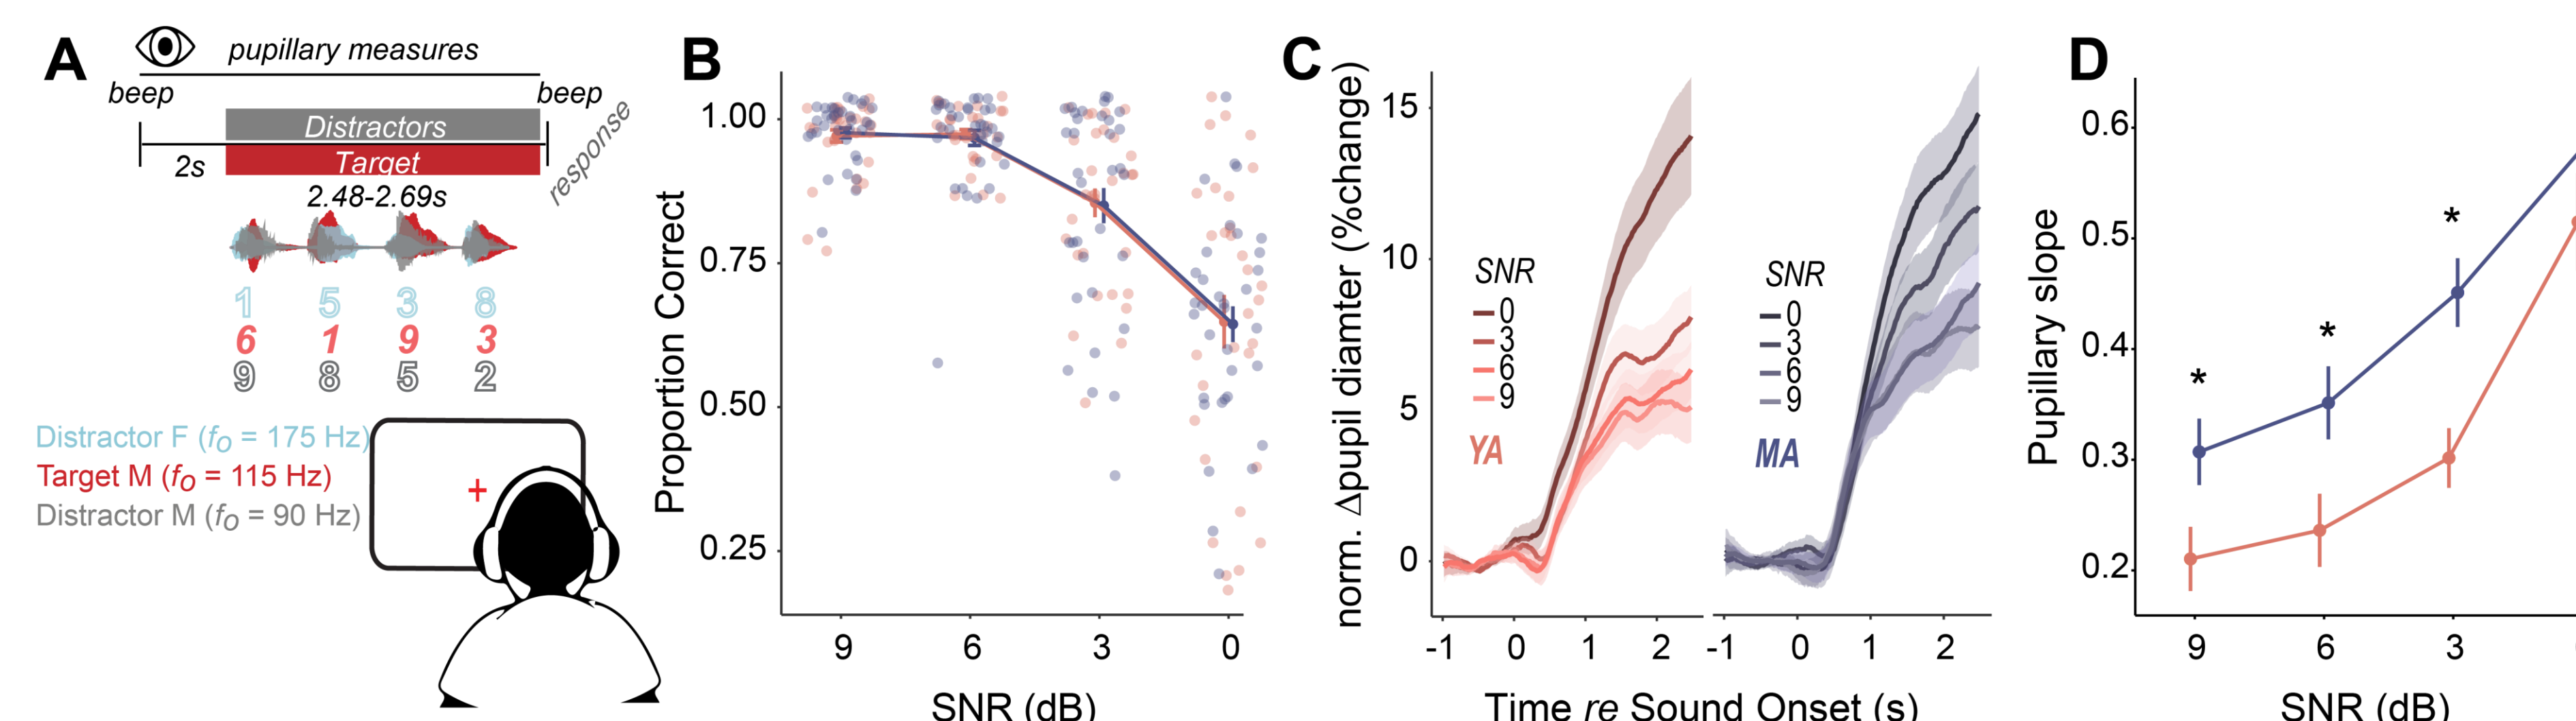 A
pupillary measures
beep
beep
Distractors
Target
2s
response
2.48-2.69s
1 5 3 8
6 1 9 3
9 8 5 2
Distractor F (fo = 175 Hz)
Target M (fo = 115 Hz)
Distractor M (fo = 90 Hz)
B
Proportion Correct
1.00
0.75
0.50
0.25
9 6 3 0
SNR (dB)
C
norm. Δpupil diamter (%change)
15
10
5
0
SNR
0
3
6
9
YA
SNR
0
3
6
9
MA
-1 0 1 2 -1 0 1 2
Time re Sound Onset (s)
D
Pupillary slope
0.6
0.5
0.4
0.3
0.2
* * *
9 6 3
SNR (dB)